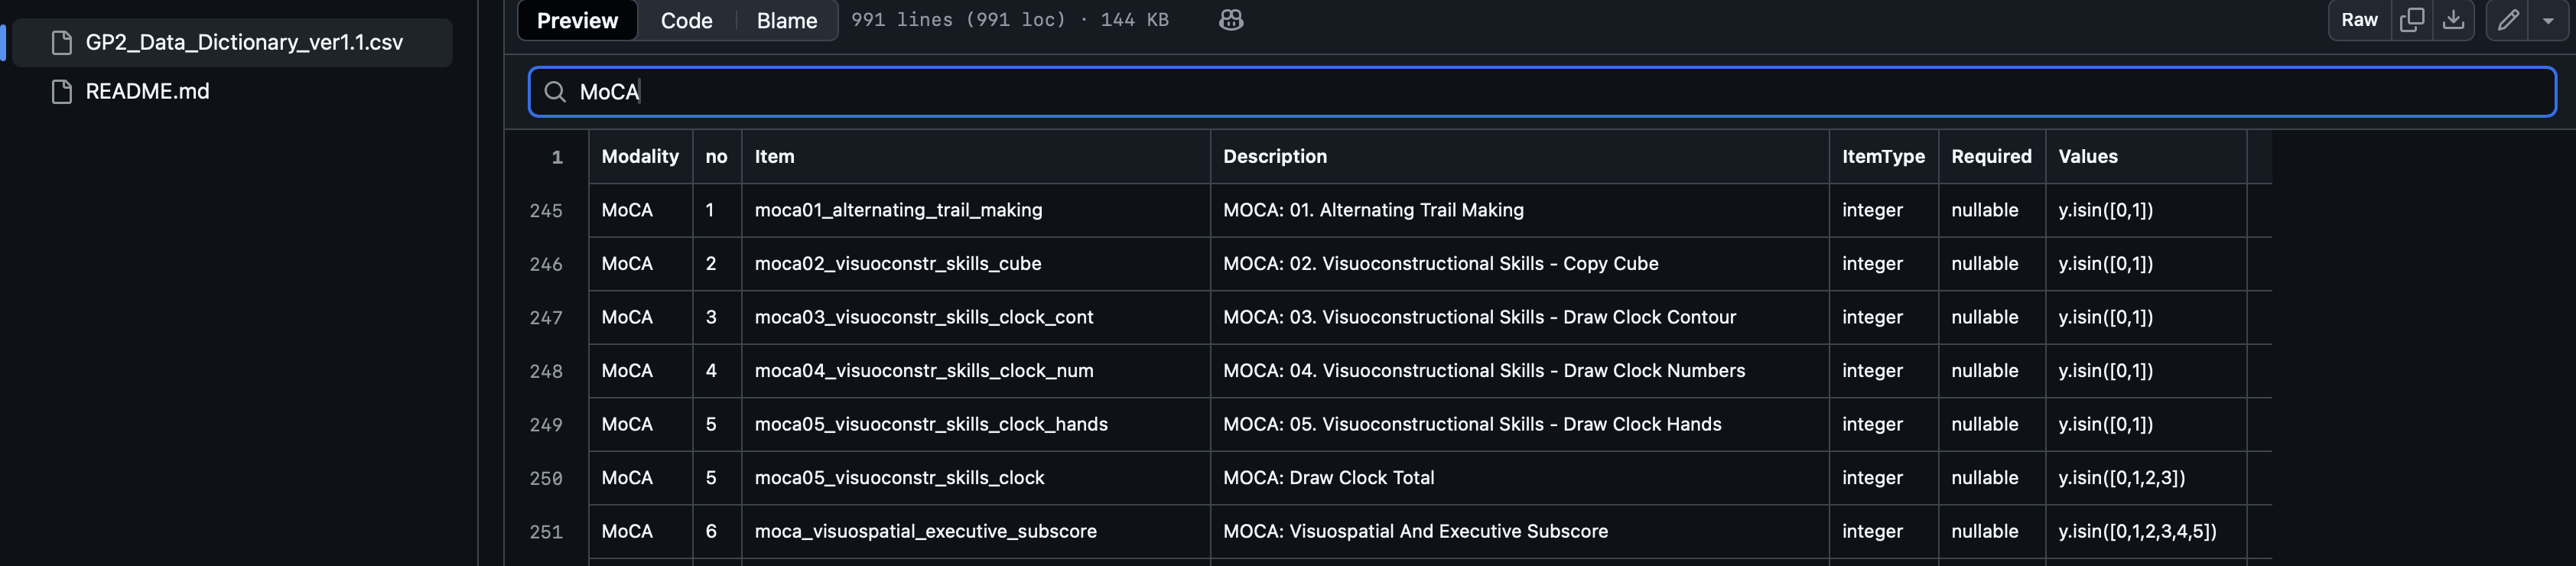 GP2_Data_Dictionary_ver1.1.csv
README.md
Preview Code Blame 991 lines (991 loc) · 144 KB Raw
MoCA
1 Modality no Item Description ItemType Required Values
245 MoCA 1 moca01_alternating_trail_making MOCA: 01. Alternating Trail Making integer nullable y.isin([0,1])
246 MoCA 2 moca02_visuoconstr_skills_cube MOCA: 02. Visuoconstructional Skills - Copy Cube integer nullable y.isin([0,1])
247 MoCA 3 moca03_visuoconstr_skills_clock_cont MOCA: 03. Visuoconstructional Skills - Draw Clock Contour integer nullable y.isin([0,1])
248 MoCA 4 moca04_visuoconstr_skills_clock_num MOCA: 04. Visuoconstructional Skills - Draw Clock Numbers integer nullable y.isin([0,1])
249 MoCA 5 moca05_visuoconstr_skills_clock_hands MOCA: 05. Visuoconstructional Skills - Draw Clock Hands integer nullable y.isin([0,1])
250 MoCA 5 moca05_visuoconstr_skills_clock MOCA: Draw Clock Total integer nullable y.isin([0,1,2,3])
251 MoCA 6 moca_visuospatial_executive_subscore MOCA: Visuospatial And Executive Subscore integer nullable y.isin([0,1,2,3,4,5])